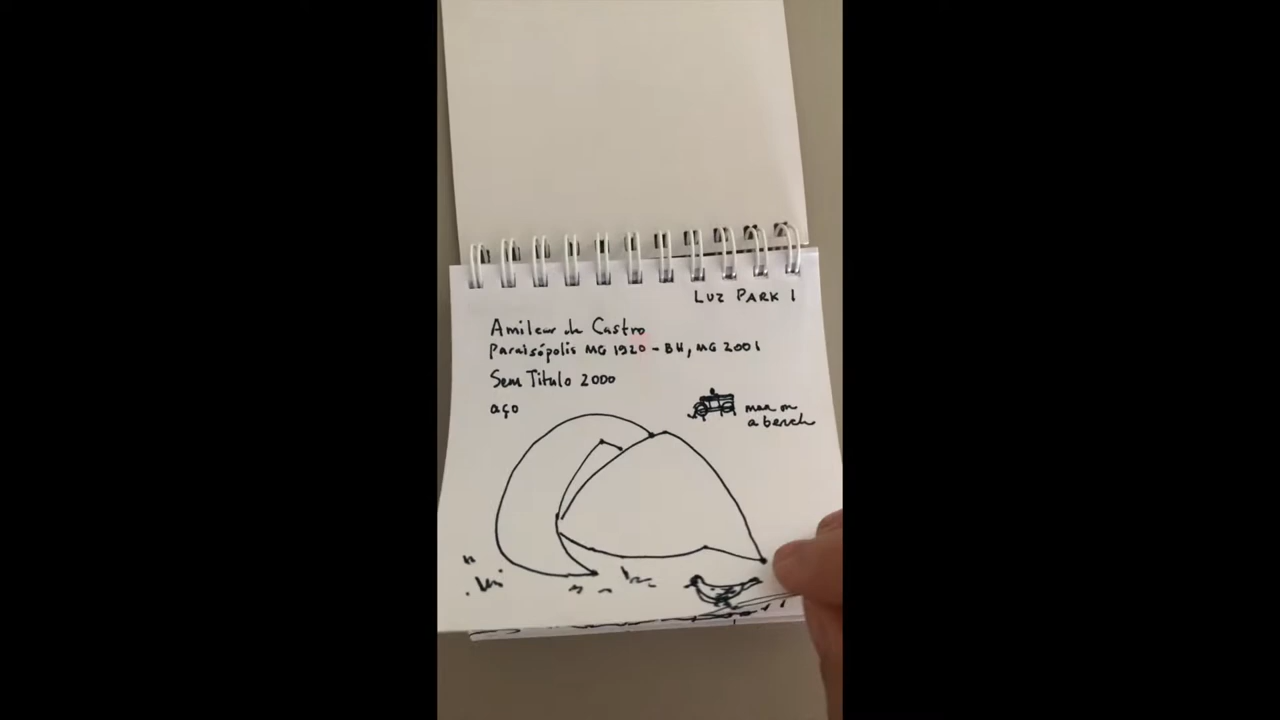 LUZ PARK 1
Amilcar de Castro
Paraisópolis MG 1920 - BH, MG 2001
Sem Titulo 2000
aço
man on
a bench